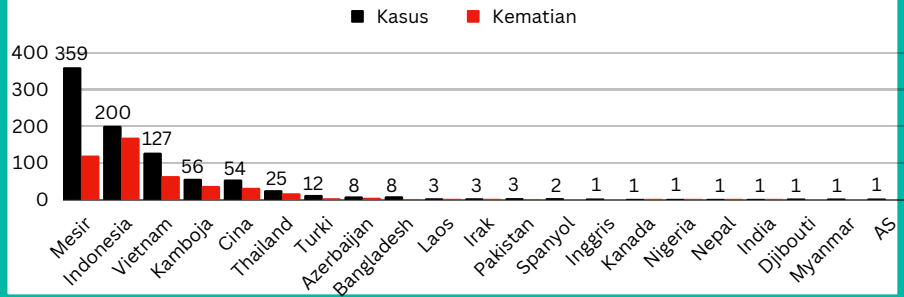 Kasus Kematian
400
300
200
100
0
359
200
127
56
54
25
12
8
8
3
3
3
2
1
1
1
1
1
1
1
1
Mesir
Indonesia
Vietnam
Kamboja
Cina
Thailand
Turki
Azerbaijan
Bangladesh
Laos
Irak
Pakistan
Spanyol
Inggris
Kanada
Nigeria
Nepal
India
Djibouti
Myanmar
AS